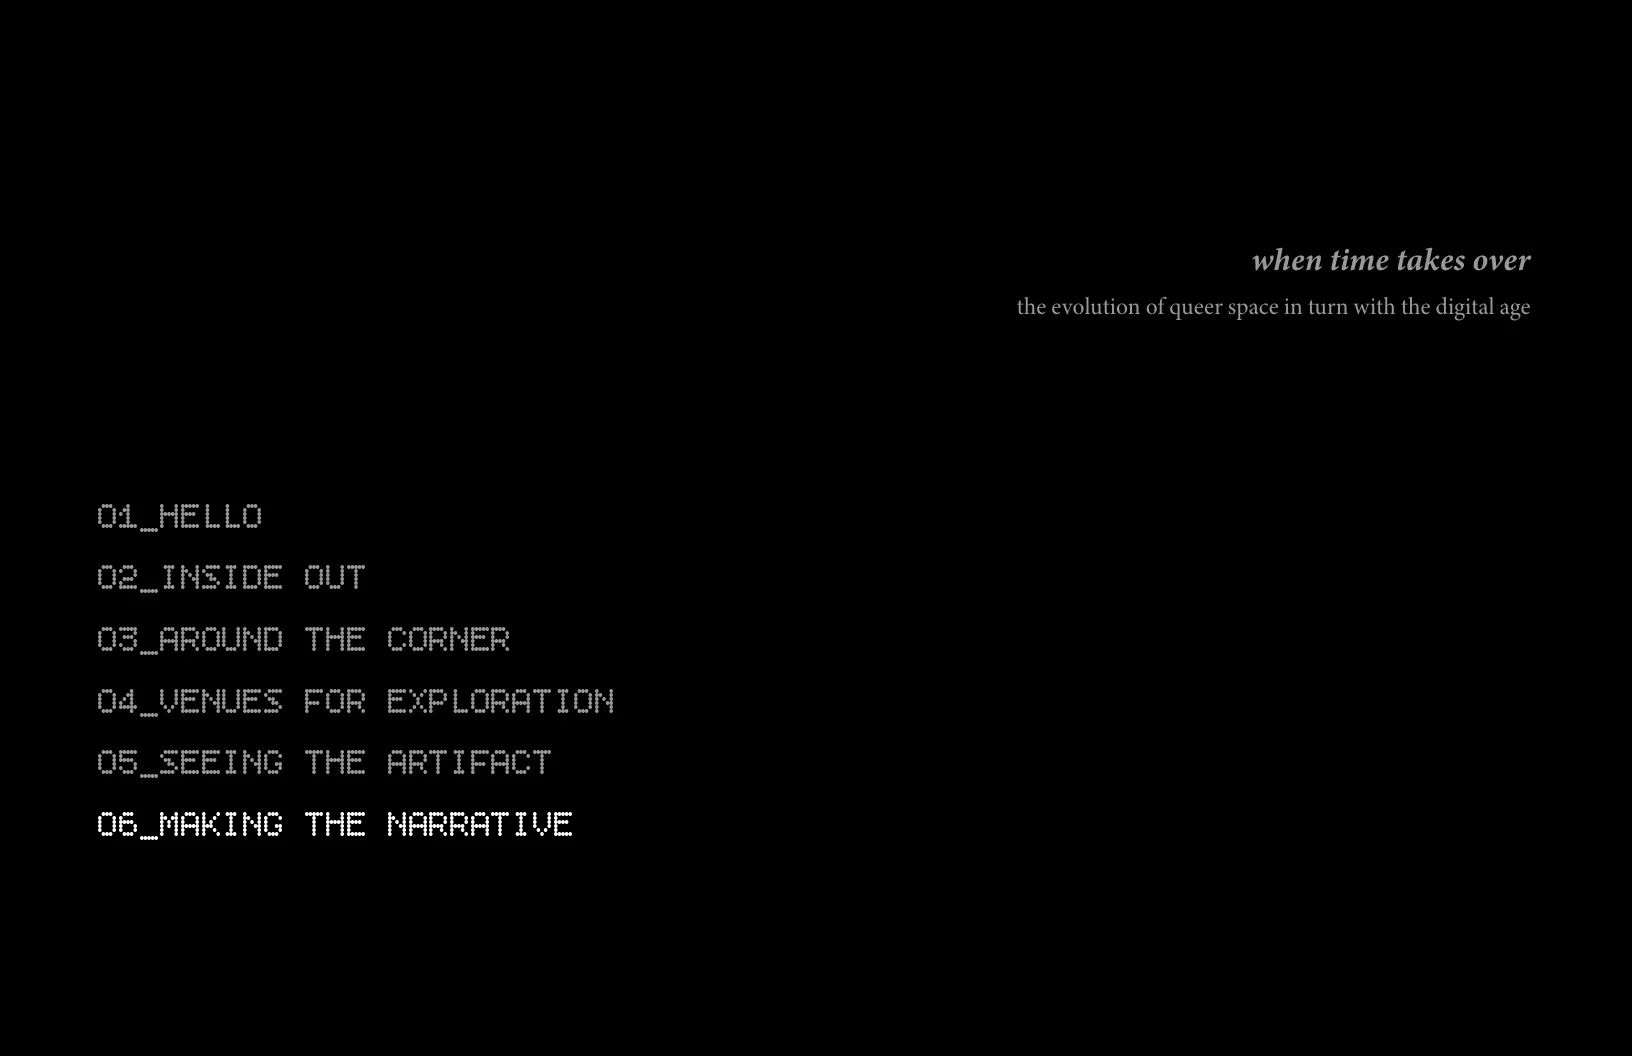 when time takes over
the evolution of queer space in turn with the digital age
01_HELLO
02_INSIDE OUT
03_AROUND THE CORNER
04_VENUES FOR EXPLORATION
05_SEEING THE ARTIFACT
06_MAKING THE NARRATIVE